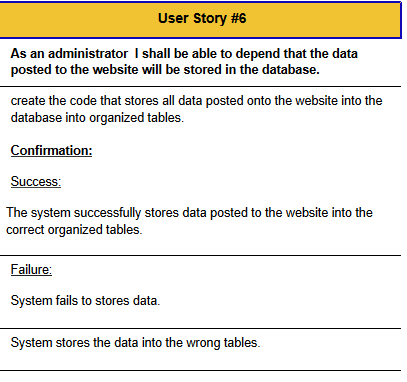 User Story #6
As an administrator I shall be able to depend that the data
posted to the website will be stored in the database.
create the code that stores all data posted onto the website into the
database into organized tables.
Confirmation:
Success:
The system successfully stores data posted to the website into the
correct organized tables.
Failure:
System fails to stores data.
System stores the data into the wrong tables.